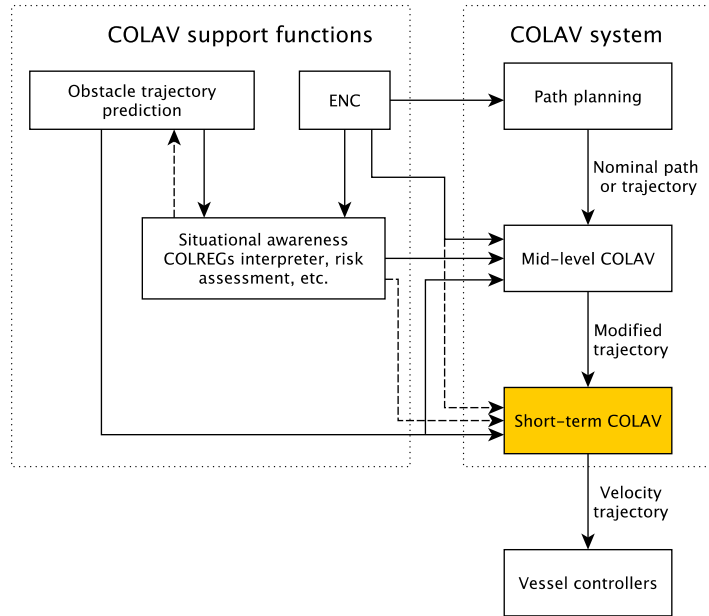 COLAV support functions
COLAV system
Obstacle trajectory
prediction
ENC
Path planning
Nominal path
or trajectory
Situational awareness
COLREGs interpreter, risk
assessment, etc.
Mid-level COLAV
Modified
trajectory
Short-term COLAV
Velocity
trajectory
Vessel controllers